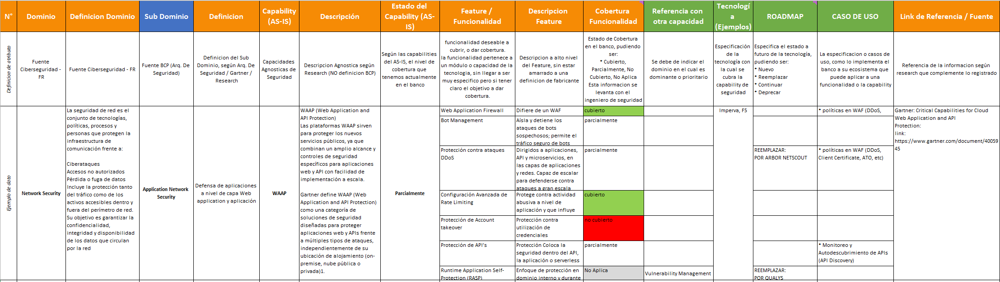 N°
Dominio
Definicion Dominio
Sub Dominio
Definicion
Capability
(AS-IS)
Descripción
Estado del
Capability (AS-
IS)
Feature /
Funcionalidad
Descripcion
Feature
Cobertura
Funcionalidad
Referencia con
otra capacidad
Tecnologí
a
(Ejemplos)
ROADMAP
CASO DE USO
Link de Referencia / Fuente
Definicion de atributo
Fuente
Ciberseguridad -
FR
Fuente Ciberseguridad - FR
Fuente BCP (Arq. De
Seguridad)
Definicion del Sub
Dominio, según Arq. De
Seguridad / Gartner /
Research
Capacidades
Agnosticas de
Seguridad
Descripcion Agnostica según
Research (NO definicion BCP)
Según las capabilities
del AS-IS, el nivel de
cobertura que
tenemos actualmente
en el banco
funcionalidad deseable a
cubrir, o dar cobertura.
la funcionalidad pertenece a
un módulo o capacidad de la
tecnologia, sin llegar a ser
muy especifico pero si tener
claro el objetivo a dar
cobertura.
Descripcion a alto nivel
del Feature, sin estar
amarrado a una
definicion de fabricante
Estado de Cobertura
en el banco, pudiendo
ser:
* Cubierto,
Parcialmente, No
Cubierto, No Aplica
Esta informacion se
levanta con el
ingeniero de seguridad
Se debe de indicar el
dominio en el cual es
dominante o prioritario
Especificación
de la
tecnología con
la cual se
cubra la
capability de
seguridad
Especifica el estado a
futuro de la tecnología,
pudiendo ser:
* Nuevo
* Reemplazar
* Continuar
* Deprecar
La especificacion o casos de
uso, como lo implementa el
banco a su ecosistema que
puede aplicar a una
funcionalidad o la capability
Referencia de la informacion según
research que complemente lo registrado
Ejemplo de dato
Network Security
La seguridad de red es el
conjunto de tecnologías,
políticas, procesos y
personas que protegen la
infraestructura de
comunicación frente a:
Ciberataques
Accesos no autorizados
Pérdida o fuga de datos
Incluye la protección tanto
del tráfico como de los
activos accesibles dentro y
fuera del perímetro de red.
Su objetivo es garantizar la
confidencialidad,
integridad y disponibilidad
de los datos que circulan
por la red
Application Network
Security
Defensa de aplicaciones
a nivel de capa Web
application y aplicación
WAAP
WAAP (Web Application and
API Protection)
Las plataformas WAAP sirven
para proteger los nuevos
servicios públicos, ya que
combinan un amplio alcance y
controles de seguridad
específicos para aplicaciones
web y API con facilidad de
implementación a escala.
Gartner define WAAP (Web
Application and API Protection)
como una categoría de
soluciones de seguridad
diseñadas para proteger
aplicaciones web y APIs frente
a múltiples tipos de ataques,
independientemente de su
ubicación de alojamiento (on-
premise, nube pública o
privada)1.
Parcialmente
Web Application Firewall
Difiere de un WAF
cubierto
Imperva, F5
* políticas en WAF (DDoS,
Gartner: Critical Capabilities for Cloud
Web Application and API
Protection:
link:
https://www.gartner.com/document/40059
45
Bot Management
Aísla y detiene los
ataques de bots
sospechosos; permite el
tráfico seguro de bots
parcialmente
Protección contra ataques
DDoS
Dirigidos a aplicaciones,
API y microservicios, en
las capas de aplicaciones
y redes. Capaz de escalar
para defenderse contra
ataques a gran escala
parcialmente
REEMPLAZAR:
POR ARBOR NETSCOUT
* políticas en WAF (DDoS,
Client Certificate, ATO, etc)
Configuración Avanzada de
Rate Limiting
Protege contra actividad
abusiva a nivel de
aplicación y que influye
cubierto
Protección de Account
takeover
Protección contra
utilización de
credenciales
no cubierto
Protección de API's
Protección Coloca la
seguridad dentro del API,
la aplicación o serverless
parcialmente
* Monitoreo y
Autodescubrimiento de APIs
(API Discovery)
Runtime Application Self-
Protection (RASP)
Enfoque de protección en
dominio interno y durante
No Aplica
Vulnerability Management
REEMPLAZAR:
POR QUALYS